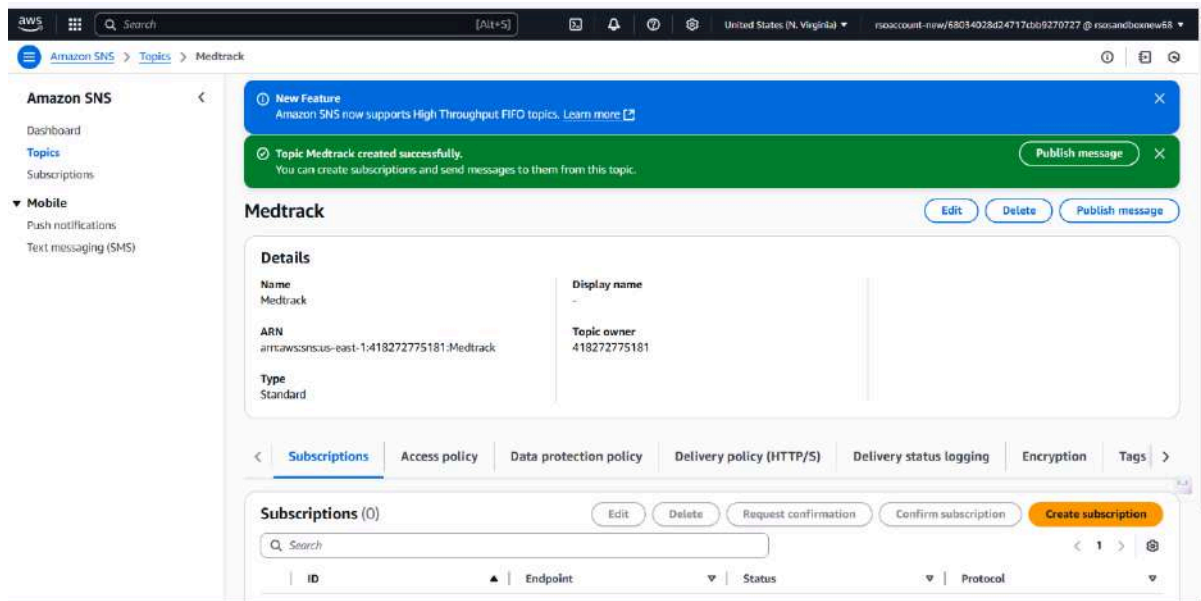 aws
Search
[Alt+S]
United States (N. Virginia)
Amazon SNS > Topics > Medtrack
Amazon SNS
Dashboard
Topics
Subscriptions
Mobile
Push notifications
Text messaging (SMS)
New Feature
Amazon SNS now supports High Throughput FIFO topics. Learn more
Topic Medtrack created successfully.
You can create subscriptions and send messages to them from this topic.
Publish message
Medtrack
Edit
Delete
Publish message
Details
Name
Medtrack
Display name
-
ARN
arn:aws:sns:us-east-1:418272775181:Medtrack
Topic owner
418272775181
Type
Standard
Subscriptions
Access policy
Data protection policy
Delivery policy (HTTP/S)
Delivery status logging
Encryption
Tags
Subscriptions (0)
Edit
Delete
Request confirmation
Confirm subscription
Create subscription
Search
1
ID
Endpoint
Status
Protocol